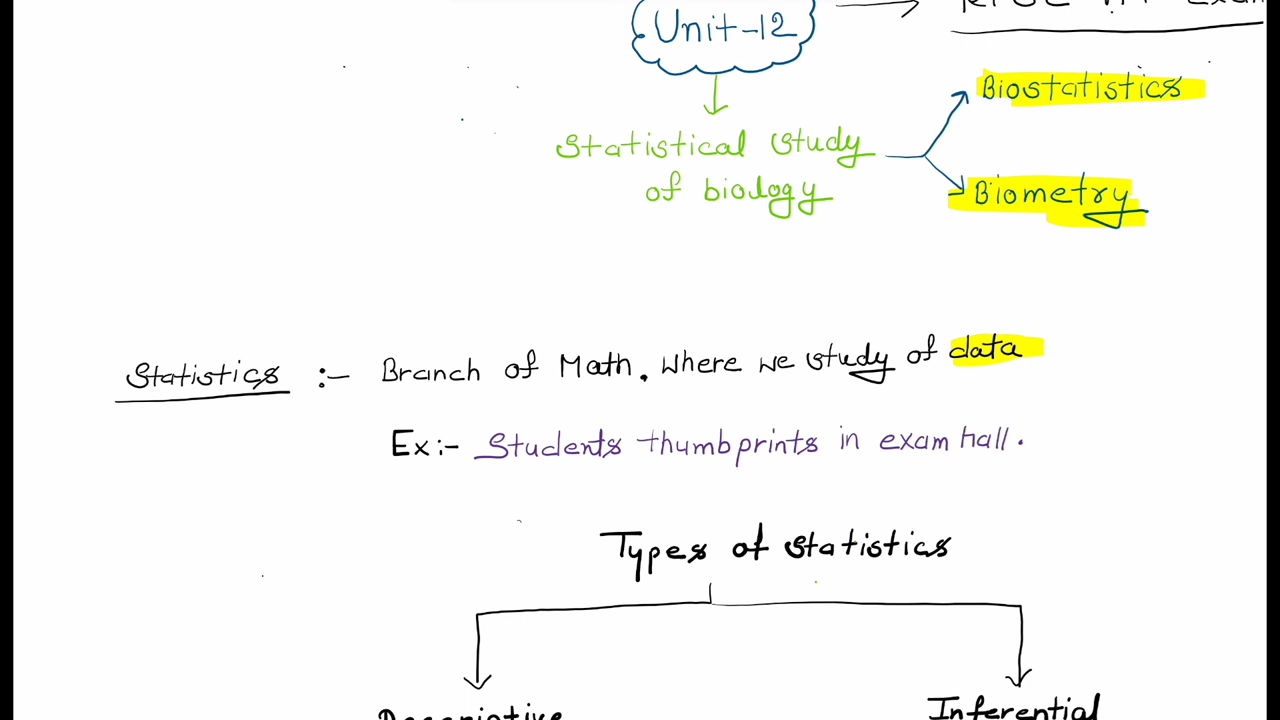 Unit-12
Biostatistics
Statistical study
of biology
Biometry
Statistics :- Branch of Math. Where we study of data
Ex:- Students thumbprints in exam hall.
Types of statistics
Descriptive
Inferential